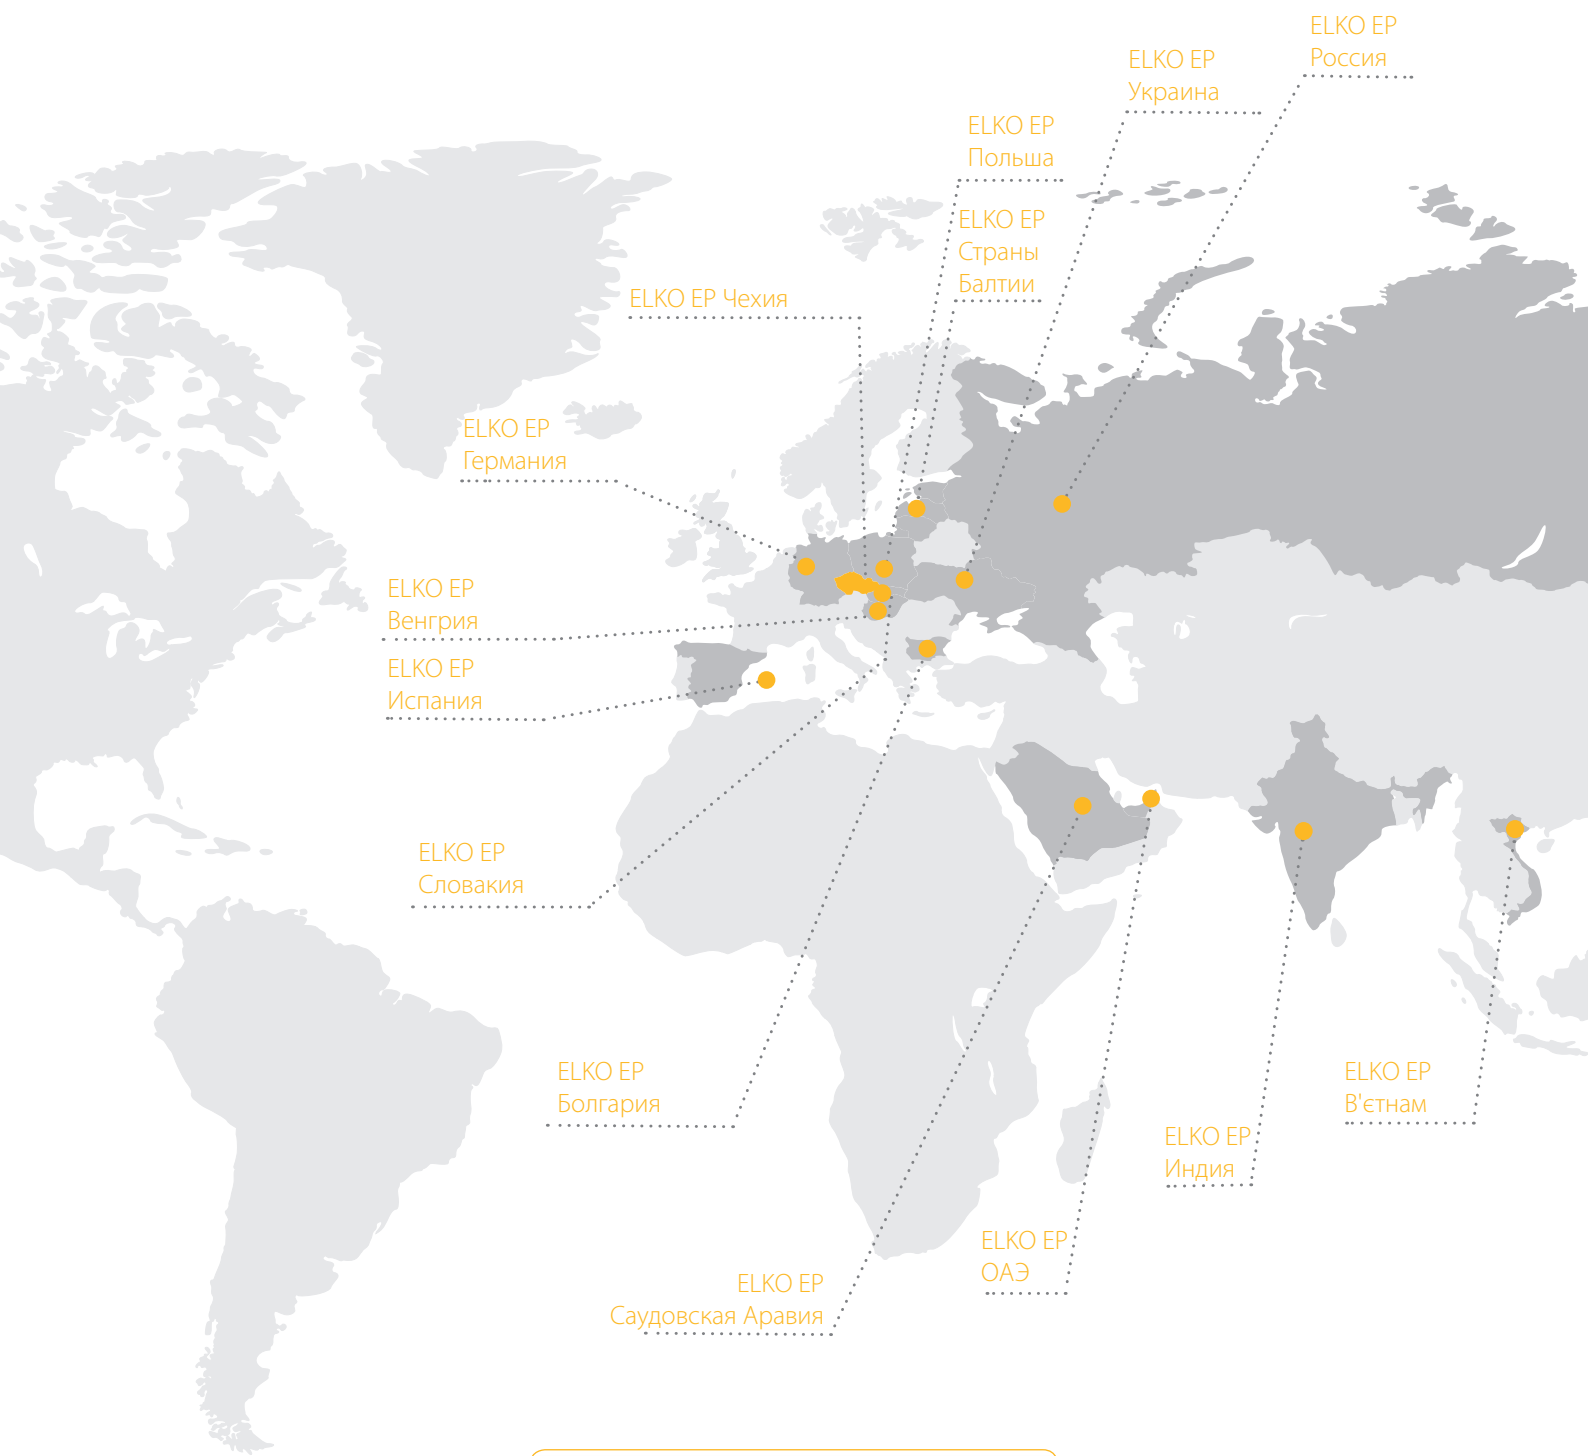 ELKO EP
Россия
ELKO EP
Украина
ELKO EP
Польша
ELKO EP
Страны
Балтии
ELKO EP Чехия
ELKO EP
Германия
ELKO EP
Венгрия
ELKO EP
Испания
ELKO EP
Словакия
ELKO EP
Болгария
ELKO EP
В'єтнам
ELKO EP
Индия
ELKO EP
ОАЭ
ELKO EP
Саудовская Аравия